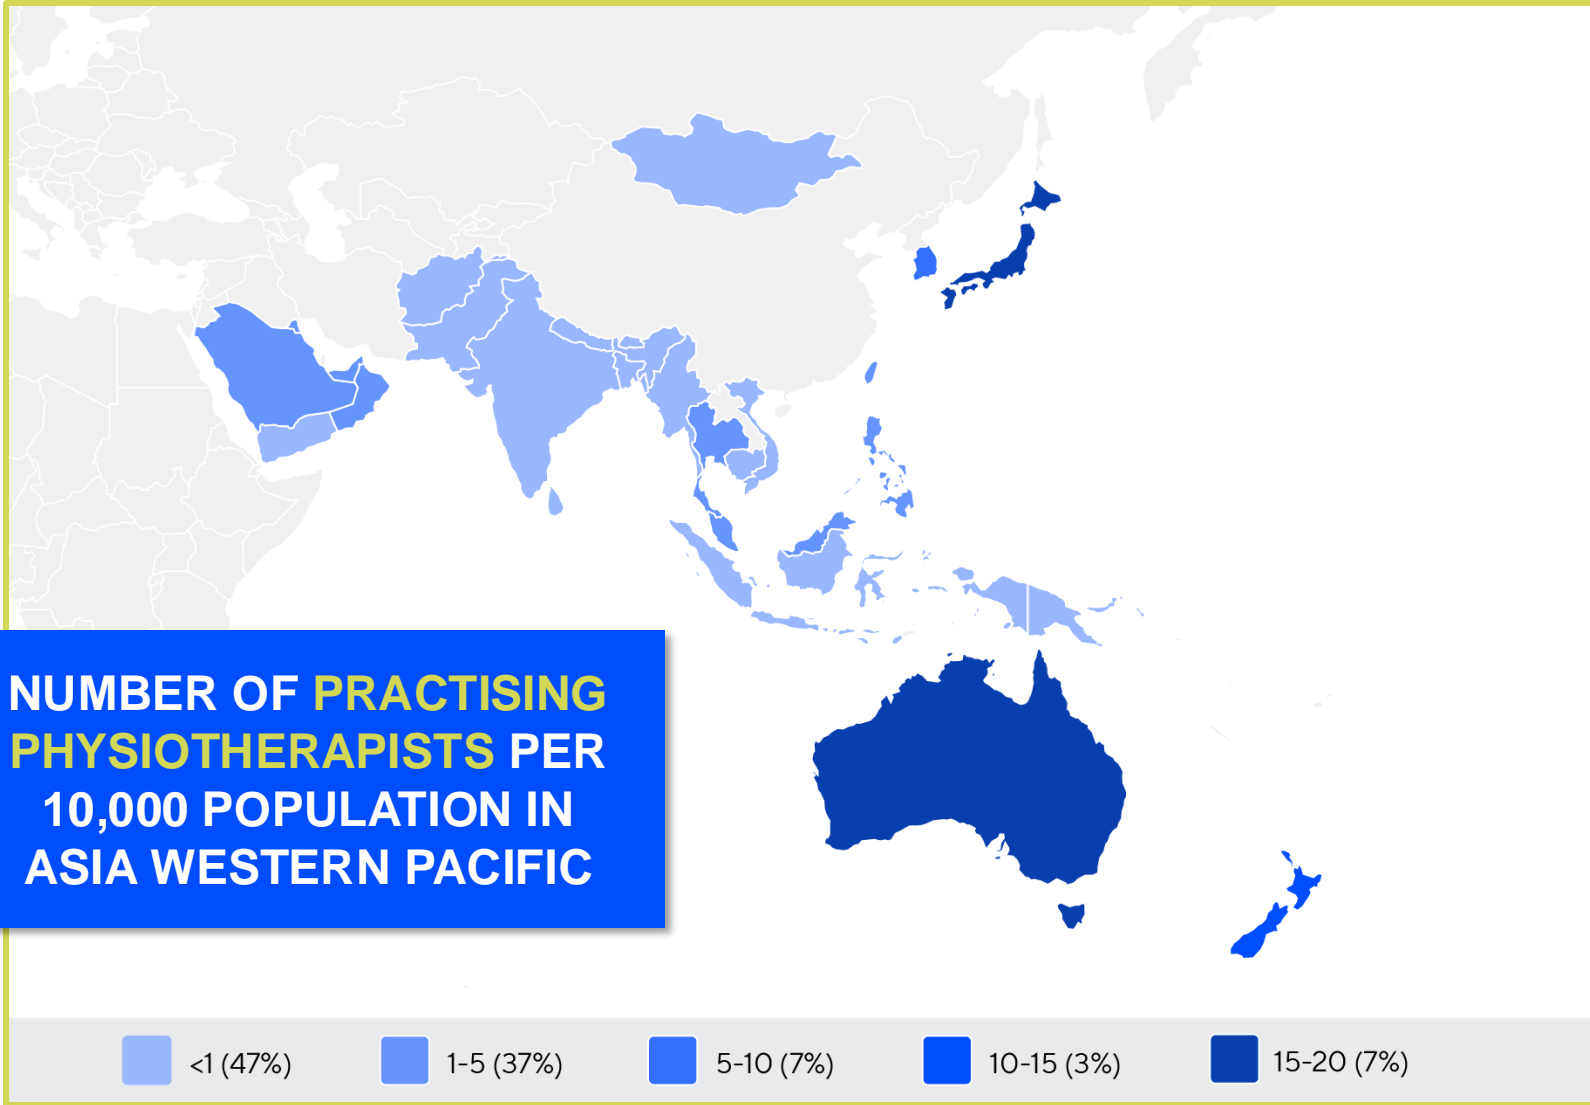 NUMBER OF PRACTISING
PHYSIOTHERAPISTS PER
10,000 POPULATION IN
ASIA WESTERN PACIFIC
<1 (47%)
1-5 (37%)
5-10 (7%)
10-15 (3%)
15-20 (7%)